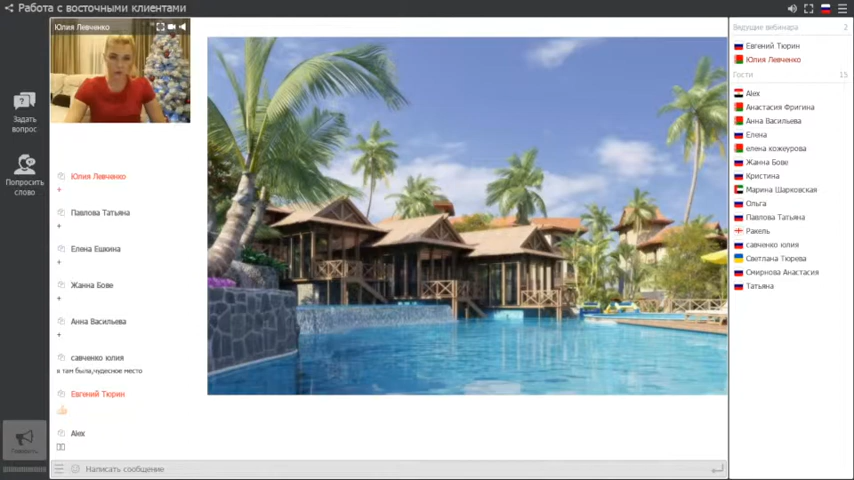 Работа с восточными клиентами
Юлия Левченко
Задать
вопрос
Попросить
слово
Юлия Левченко
+
Павлова Татьяна
+
Елена Ешкина
+
Жанна Бове
+
Анна Васильева
+
савченко юлия
я там была,чудесное место
Евгений Тюрин
Alex
Написать сообщение
Ведущие вебинара 2
Евгений Тюрин
Юлия Левченко
Гости 15
Alex
Анастасия Фригина
Анна Васильева
Елена
елена кожеурова
Жанна Бове
Кристина
Марина Шарковская
Ольга
Павлова Татьяна
Ракель
савченко юлия
Светлана Тюрева
Смирнова Анастасия
Татьяна